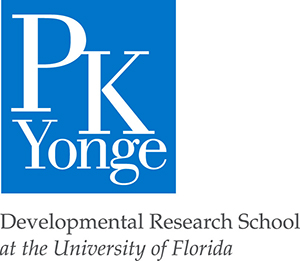 PK
Yonge
Developmental Research School
at the University of Florida